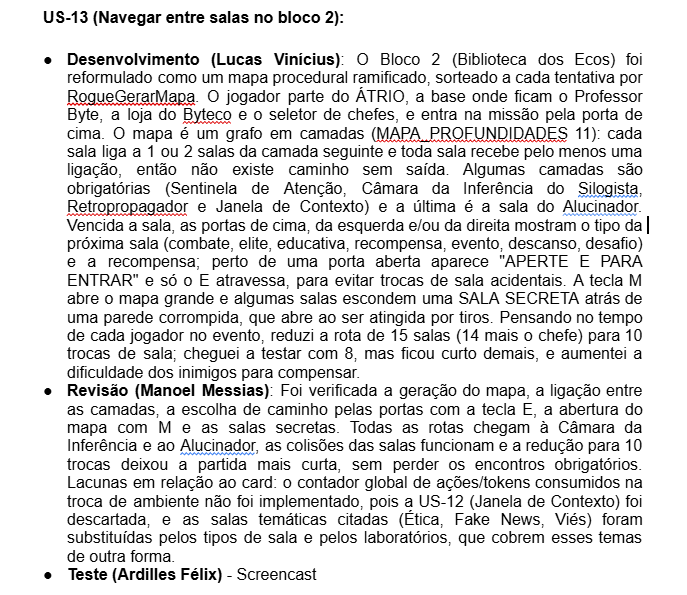 US-13 (Navegar entre salas no bloco 2):
● Desenvolvimento (Lucas Vinícius): O Bloco 2 (Biblioteca dos Ecos) foi
reformulado como um mapa procedural ramificado, sorteado a cada tentativa por
RogueGerarMapa. O jogador parte do ÁTRIO, a base onde ficam o Professor
Byte, a loja do Byteco e o seletor de chefes, e entra na missão pela porta de
cima. O mapa é um grafo em camadas (MAPA_PROFUNDIDADES 11): cada
sala liga a 1 ou 2 salas da camada seguinte e toda sala recebe pelo menos uma
ligação, então não existe caminho sem saída. Algumas camadas são
obrigatórias (Sentinela de Atenção, Câmara da Inferência do Silogista,
Retropropagador e Janela de Contexto) e a última é a sala do Alucinador.
Vencida a sala, as portas de cima, da esquerda e/ou da direita mostram o tipo da
próxima sala (combate, elite, educativa, recompensa, evento, descanso, desafio)
e a recompensa; perto de uma porta aberta aparece "APERTE E PARA
ENTRAR" e só o E atravessa, para evitar trocas de sala acidentais. A tecla M
abre o mapa grande e algumas salas escondem uma SALA SECRETA atrás de
uma parede corrompida, que abre ao ser atingida por tiros. Pensando no tempo
de cada jogador no evento, reduzi a rota de 15 salas (14 mais o chefe) para 10
trocas de sala; cheguei a testar com 8, mas ficou curto demais, e aumentei a
dificuldade dos inimigos para compensar.
● Revisão (Manoel Messias): Foi verificada a geração do mapa, a ligação entre
as camadas, a escolha de caminho pelas portas com a tecla E, a abertura do
mapa com M e as salas secretas. Todas as rotas chegam à Câmara da
Inferência e ao Alucinador, as colisões das salas funcionam e a redução para 10
trocas deixou a partida mais curta, sem perder os encontros obrigatórios.
Lacunas em relação ao card: o contador global de ações/tokens consumidos na
troca de ambiente não foi implementado, pois a US-12 (Janela de Contexto) foi
descartada, e as salas temáticas citadas (Ética, Fake News, Viés) foram
substituídas pelos tipos de sala e pelos laboratórios, que cobrem esses temas
de outra forma.
● Teste (Ardilles Félix) - Screencast